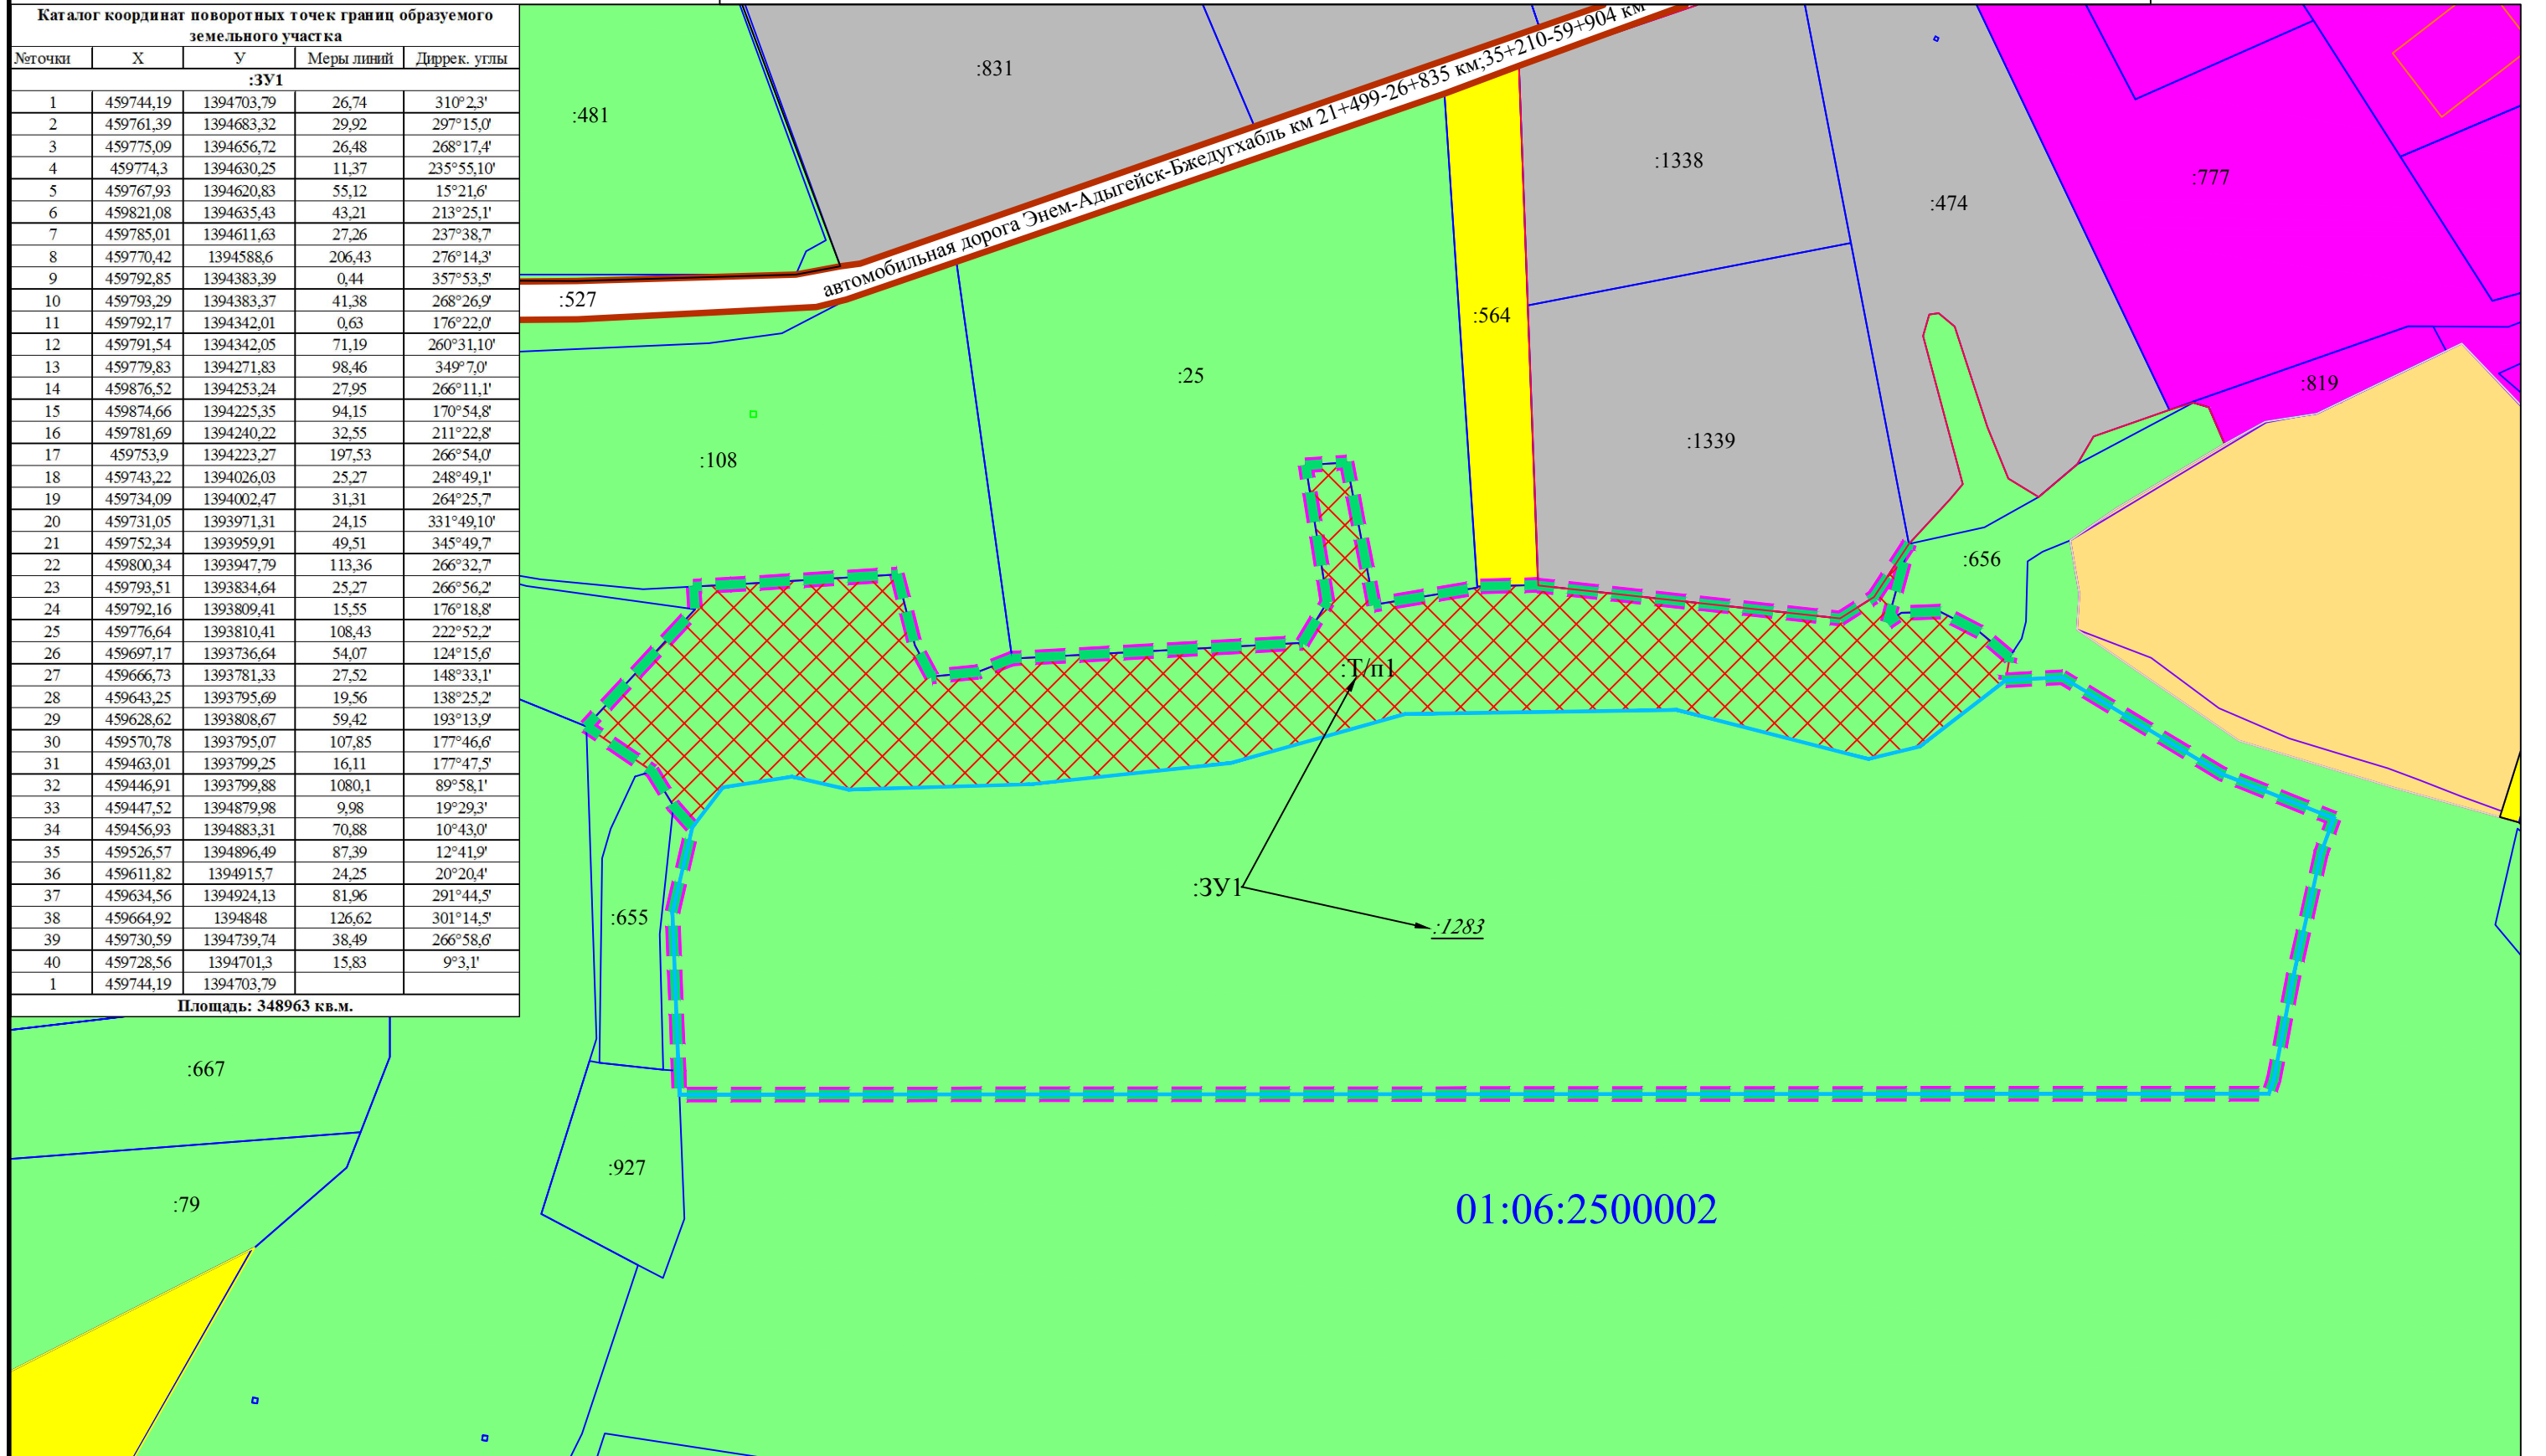 Каталог координат поворотных точек границ образуемого
земельного участка
№точки X У Меры линий Диррек. углы
:ЗУ1
1 459744,19 1394703,79 26,74 310°2,3'
2 459761,39 1394683,32 29,92 297°15,0'
3 459775,09 1394656,72 26,48 268°17,4'
4 459774,3 1394630,25 11,37 235°55,10'
5 459767,93 1394620,83 55,12 15°21,6'
6 459821,08 1394635,43 43,21 213°25,1'
7 459785,01 1394611,63 27,26 237°38,7'
8 459770,42 1394588,6 206,43 276°14,3'
9 459792,85 1394383,39 0,44 357°53,5'
10 459793,29 1394383,37 41,38 268°26,9'
11 459792,17 1394342,01 0,63 176°22,0'
12 459791,54 1394342,05 71,19 260°31,10'
13 459779,83 1394271,83 98,46 349°7,0'
14 459876,52 1394253,24 27,95 266°11,1'
15 459874,66 1394225,35 94,15 170°54,8'
16 459781,69 1394240,22 32,55 211°22,8'
17 459753,9 1394223,27 197,53 266°54,0'
18 459743,22 1394026,03 25,27 248°49,1'
19 459734,09 1394002,47 31,31 264°25,7'
20 459731,05 1393971,31 24,15 331°49,10'
21 459752,34 1393959,91 49,51 345°49,7'
22 459800,34 1393947,79 113,36 266°32,7'
23 459793,51 1393834,64 25,27 266°56,2'
24 459792,16 1393809,41 15,55 176°18,8'
25 459776,64 1393810,41 108,43 222°52,2'
26 459697,17 1393736,64 54,07 124°15,6'
27 459666,73 1393781,33 27,52 148°33,1'
28 459643,25 1393795,69 19,56 138°25,2'
29 459628,62 1393808,67 59,42 193°13,9'
30 459570,78 1393795,07 107,85 177°46,6'
31 459463,01 1393799,25 16,11 177°47,5'
32 459446,91 1393799,88 1080,1 89°58,1'
33 459447,52 1394879,98 9,98 19°29,3'
34 459456,93 1394883,31 70,88 10°43,0'
35 459526,57 1394896,49 87,39 12°41,9'
36 459611,82 1394915,7 24,25 20°20,4'
37 459634,56 1394924,13 81,96 291°44,5'
38 459664,92 1394848 126,62 301°14,5'
39 459730,59 1394739,74 38,49 266°58,6'
40 459728,56 1394701,3 15,83 9°3,1'
1 459744,19 1394703,79
Площадь: 348963 кв.м.
:831
:481
автомобильная дорога Энем-Адыгейск-Бжедугхабль км 21+499-26+835 км;35+210-59+904 км
:1338
:777
:474
:527
:564
:25
:819
:1339
:108
:656
:Т/п1
:ЗУ1
:655
:1283
:667
:927
:79
01:06:2500002